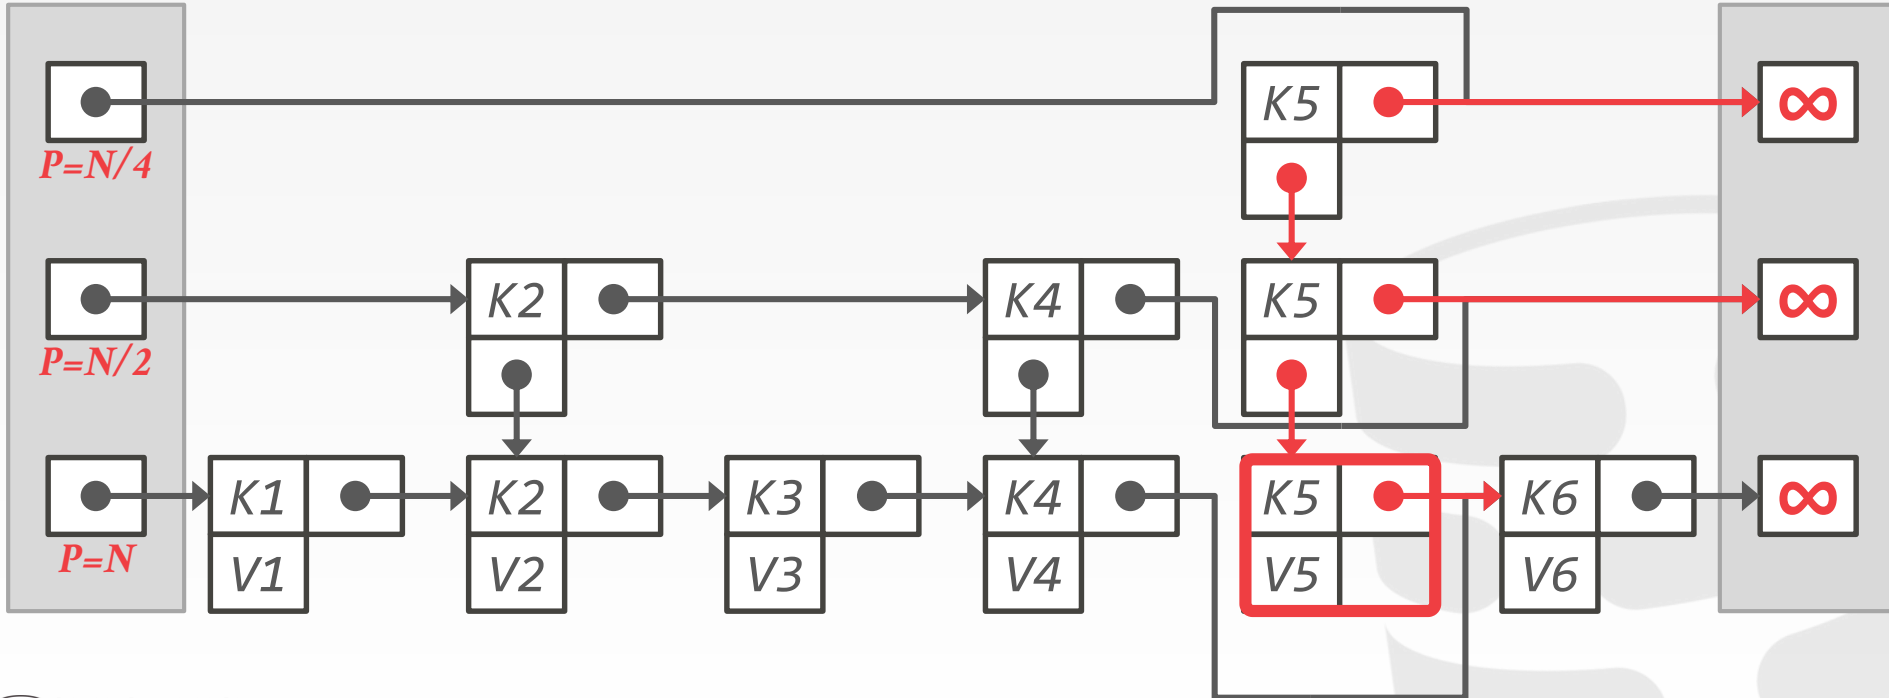 K5 ∞
P=N/4
K2 K4 K5 ∞
P=N/2
K1 K2 K3 K4 K5 K6 ∞
P=N V1 V2 V3 V4 V5 V6